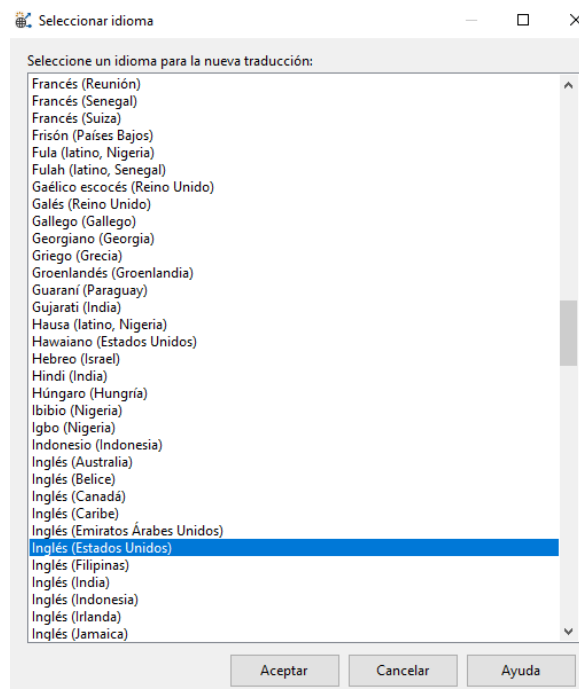 Seleccionar idioma
Seleccione un idioma para la nueva traducción:
Francés (Reunión)
Francés (Senegal)
Francés (Suiza)
Frisón (Países Bajos)
Fula (latino, Nigeria)
Fulah (latino, Senegal)
Gaélico escocés (Reino Unido)
Galés (Reino Unido)
Gallego (Gallego)
Georgiano (Georgia)
Griego (Grecia)
Groenlandés (Groenlandia)
Guaraní (Paraguay)
Gujarati (India)
Hausa (latino, Nigeria)
Hawaiano (Estados Unidos)
Hebreo (Israel)
Hindi (India)
Húngaro (Hungría)
Ibibio (Nigeria)
Igbo (Nigeria)
Indonesio (Indonesia)
Inglés (Australia)
Inglés (Belice)
Inglés (Canadá)
Inglés (Caribe)
Inglés (Emiratos Árabes Unidos)
Inglés (Estados Unidos)
Inglés (Filipinas)
Inglés (India)
Inglés (Indonesia)
Inglés (Irlanda)
Inglés (Jamaica)
Aceptar Cancelar Ayuda